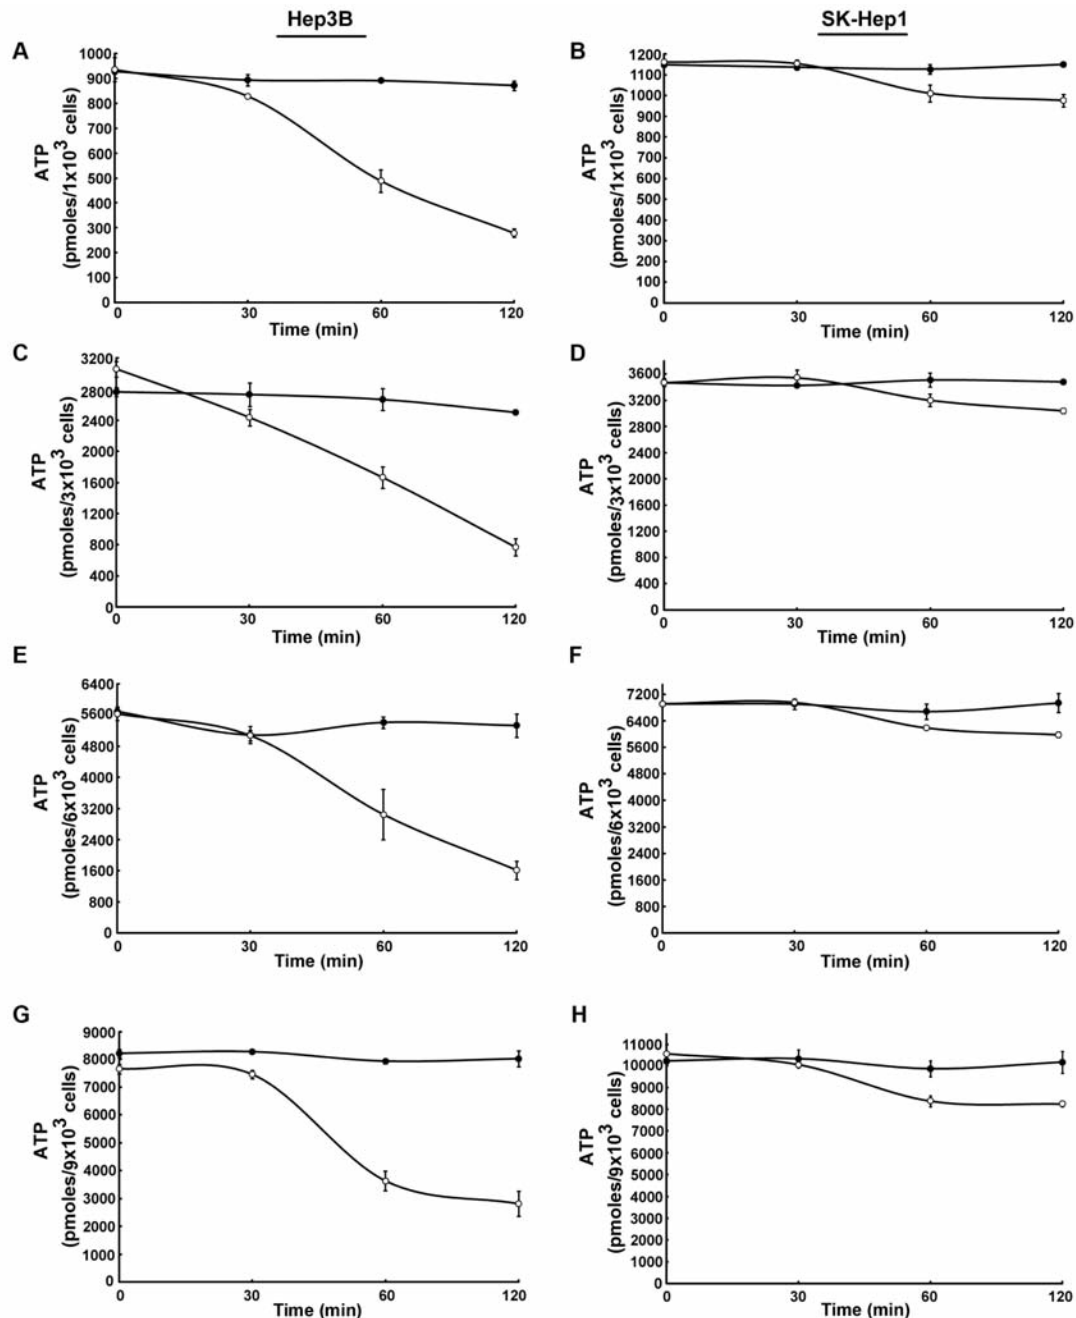 Hep3B
SK-Hep1
A
ATP
(pmoles/1x10³ cells)
1000
900
800
700
600
500
400
300
200
100
0
0 30 60 120
Time (min)
B
ATP
(pmoles/1x10³ cells)
1200
1100
1000
900
800
700
600
500
400
300
200
100
0
0 30 60 120
Time (min)
C
ATP
(pmoles/3x10³ cells)
3200
2800
2400
2000
1600
1200
800
400
0
0 30 60 120
Time (min)
D
ATP
(pmoles/3x10³ cells)
3600
3200
2800
2400
2000
1600
1200
800
400
0
0 30 60 120
Time (min)
E
ATP
(pmoles/6x10³ cells)
6400
5600
4800
4000
3200
2400
1600
800
0
0 30 60 120
Time (min)
F
ATP
(pmoles/6x10³ cells)
7200
6400
5600
4800
4000
3200
2400
1600
800
0
0 30 60 120
Time (min)
G
ATP
(pmoles/9x10³ cells)
9000
8000
7000
6000
5000
4000
3000
2000
1000
0
0 30 60 120
Time (min)
H
ATP
(pmoles/9x10³ cells)
11000
10000
9000
8000
7000
6000
5000
4000
3000
2000
1000
0
0 30 60 120
Time (min)